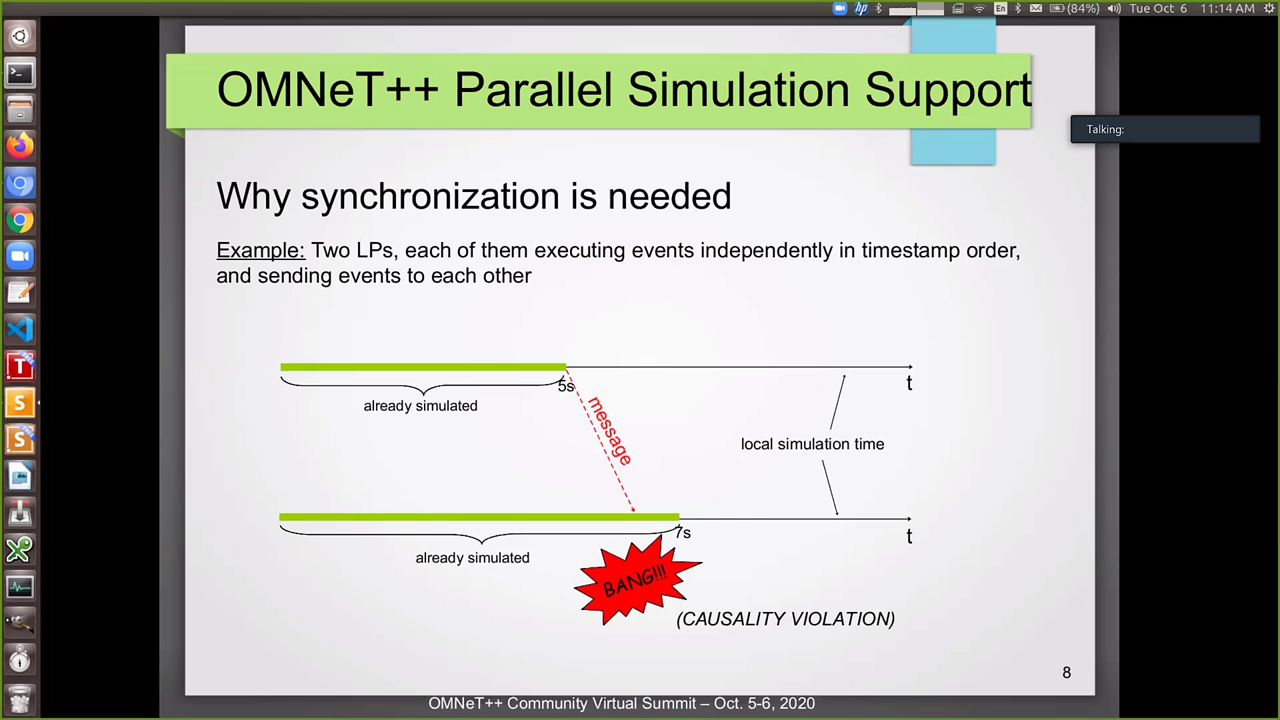 hp En (84%) Tue Oct 6 11:14 AM
OMNeT++ Parallel Simulation Support
Talking:
Why synchronization is needed
Example: Two LPs, each of them executing events independently in timestamp order,
and sending events to each other
5s
t
already simulated
message
local simulation time
7s
t
already simulated
BANG!!!
(CAUSALITY VIOLATION)
8
OMNeT++ Community Virtual Summit – Oct. 5-6, 2020